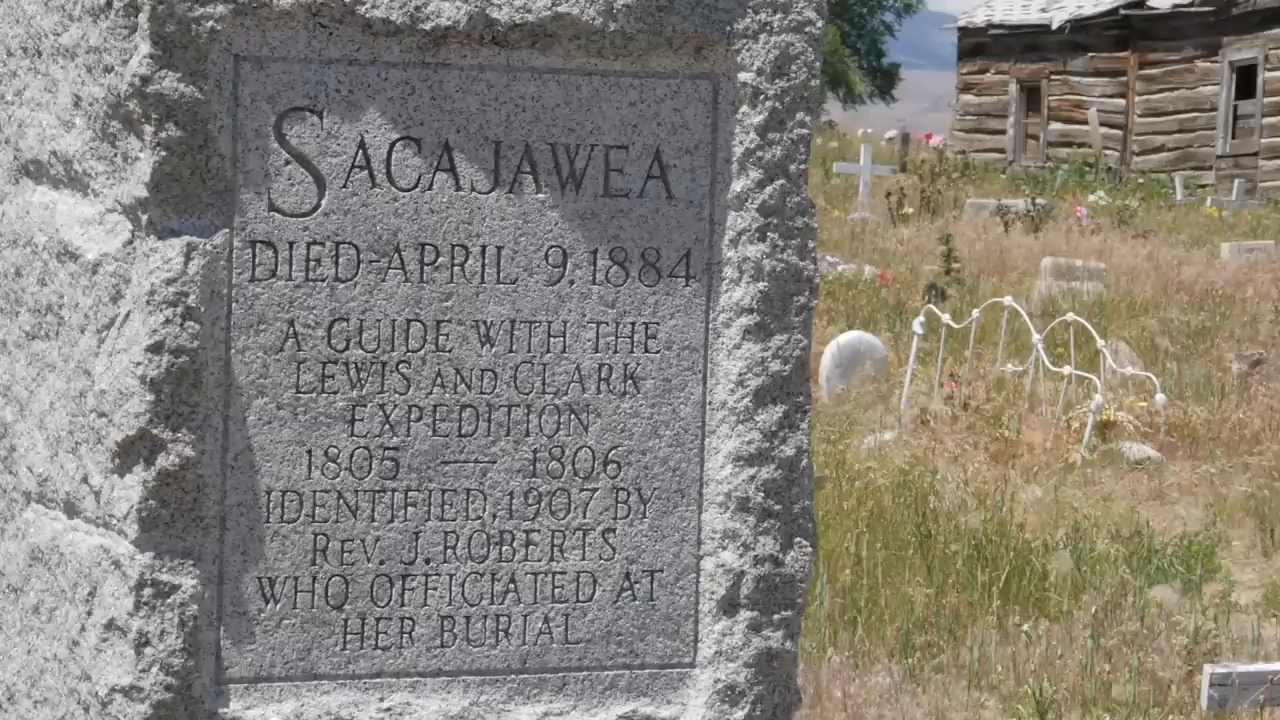 SACAJAWEA
DIED-APRIL 9, 1884
A GUIDE WITH THE
LEWIS AND CLARK
EXPEDITION
1805 — 1806
IDENTIFIED, 1907 BY
REV. J. ROBERTS
WHO OFFICIATED AT
HER BURIAL